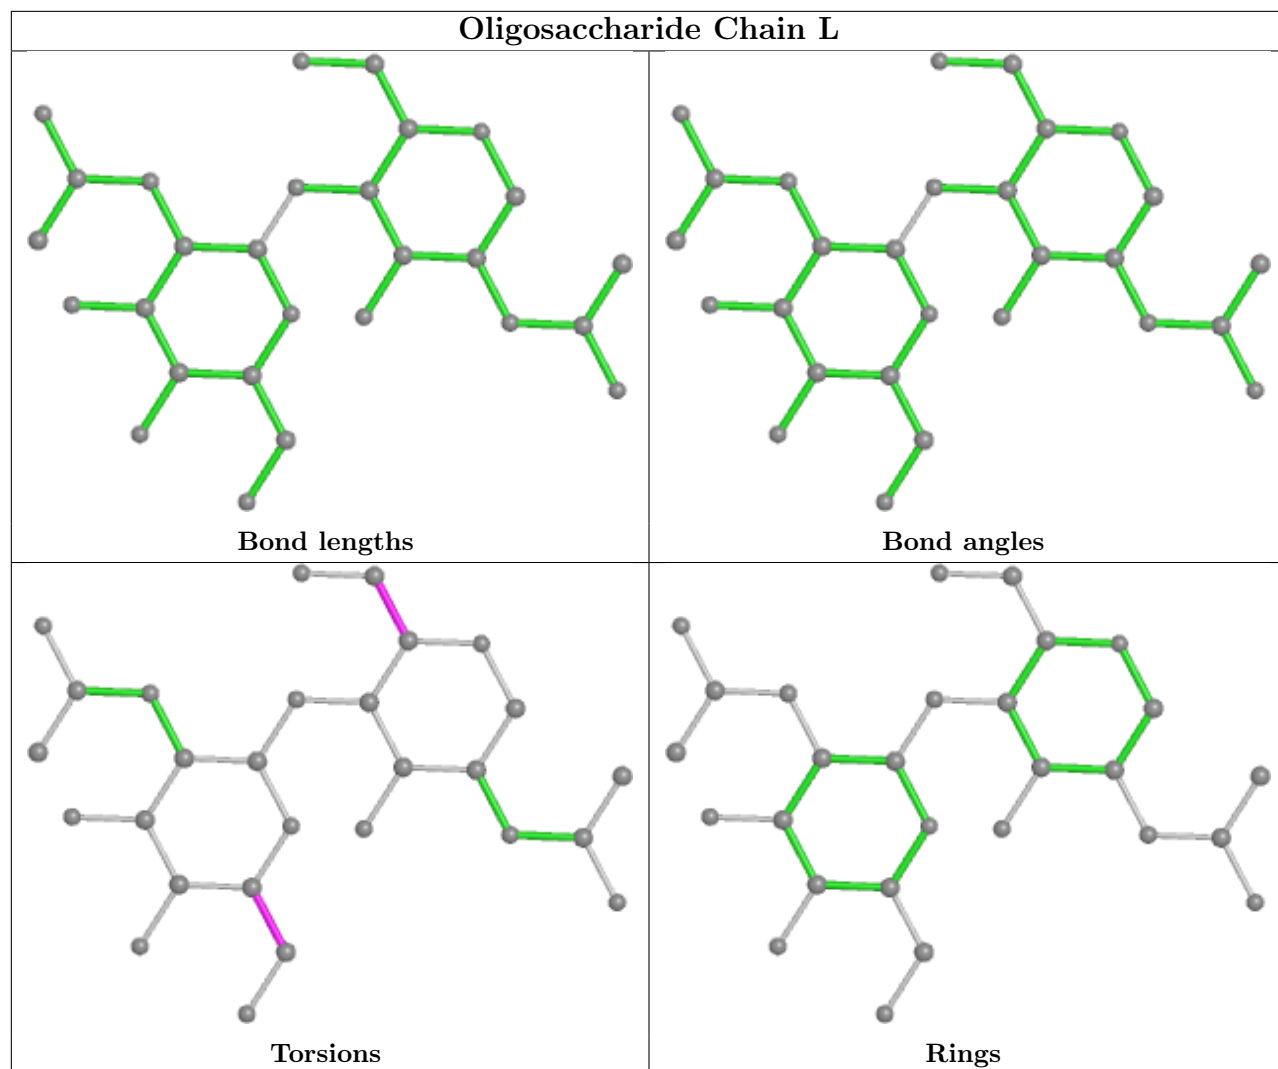 Oligosaccharide Chain L
Bond lengths
Bond angles
Torsions
Rings